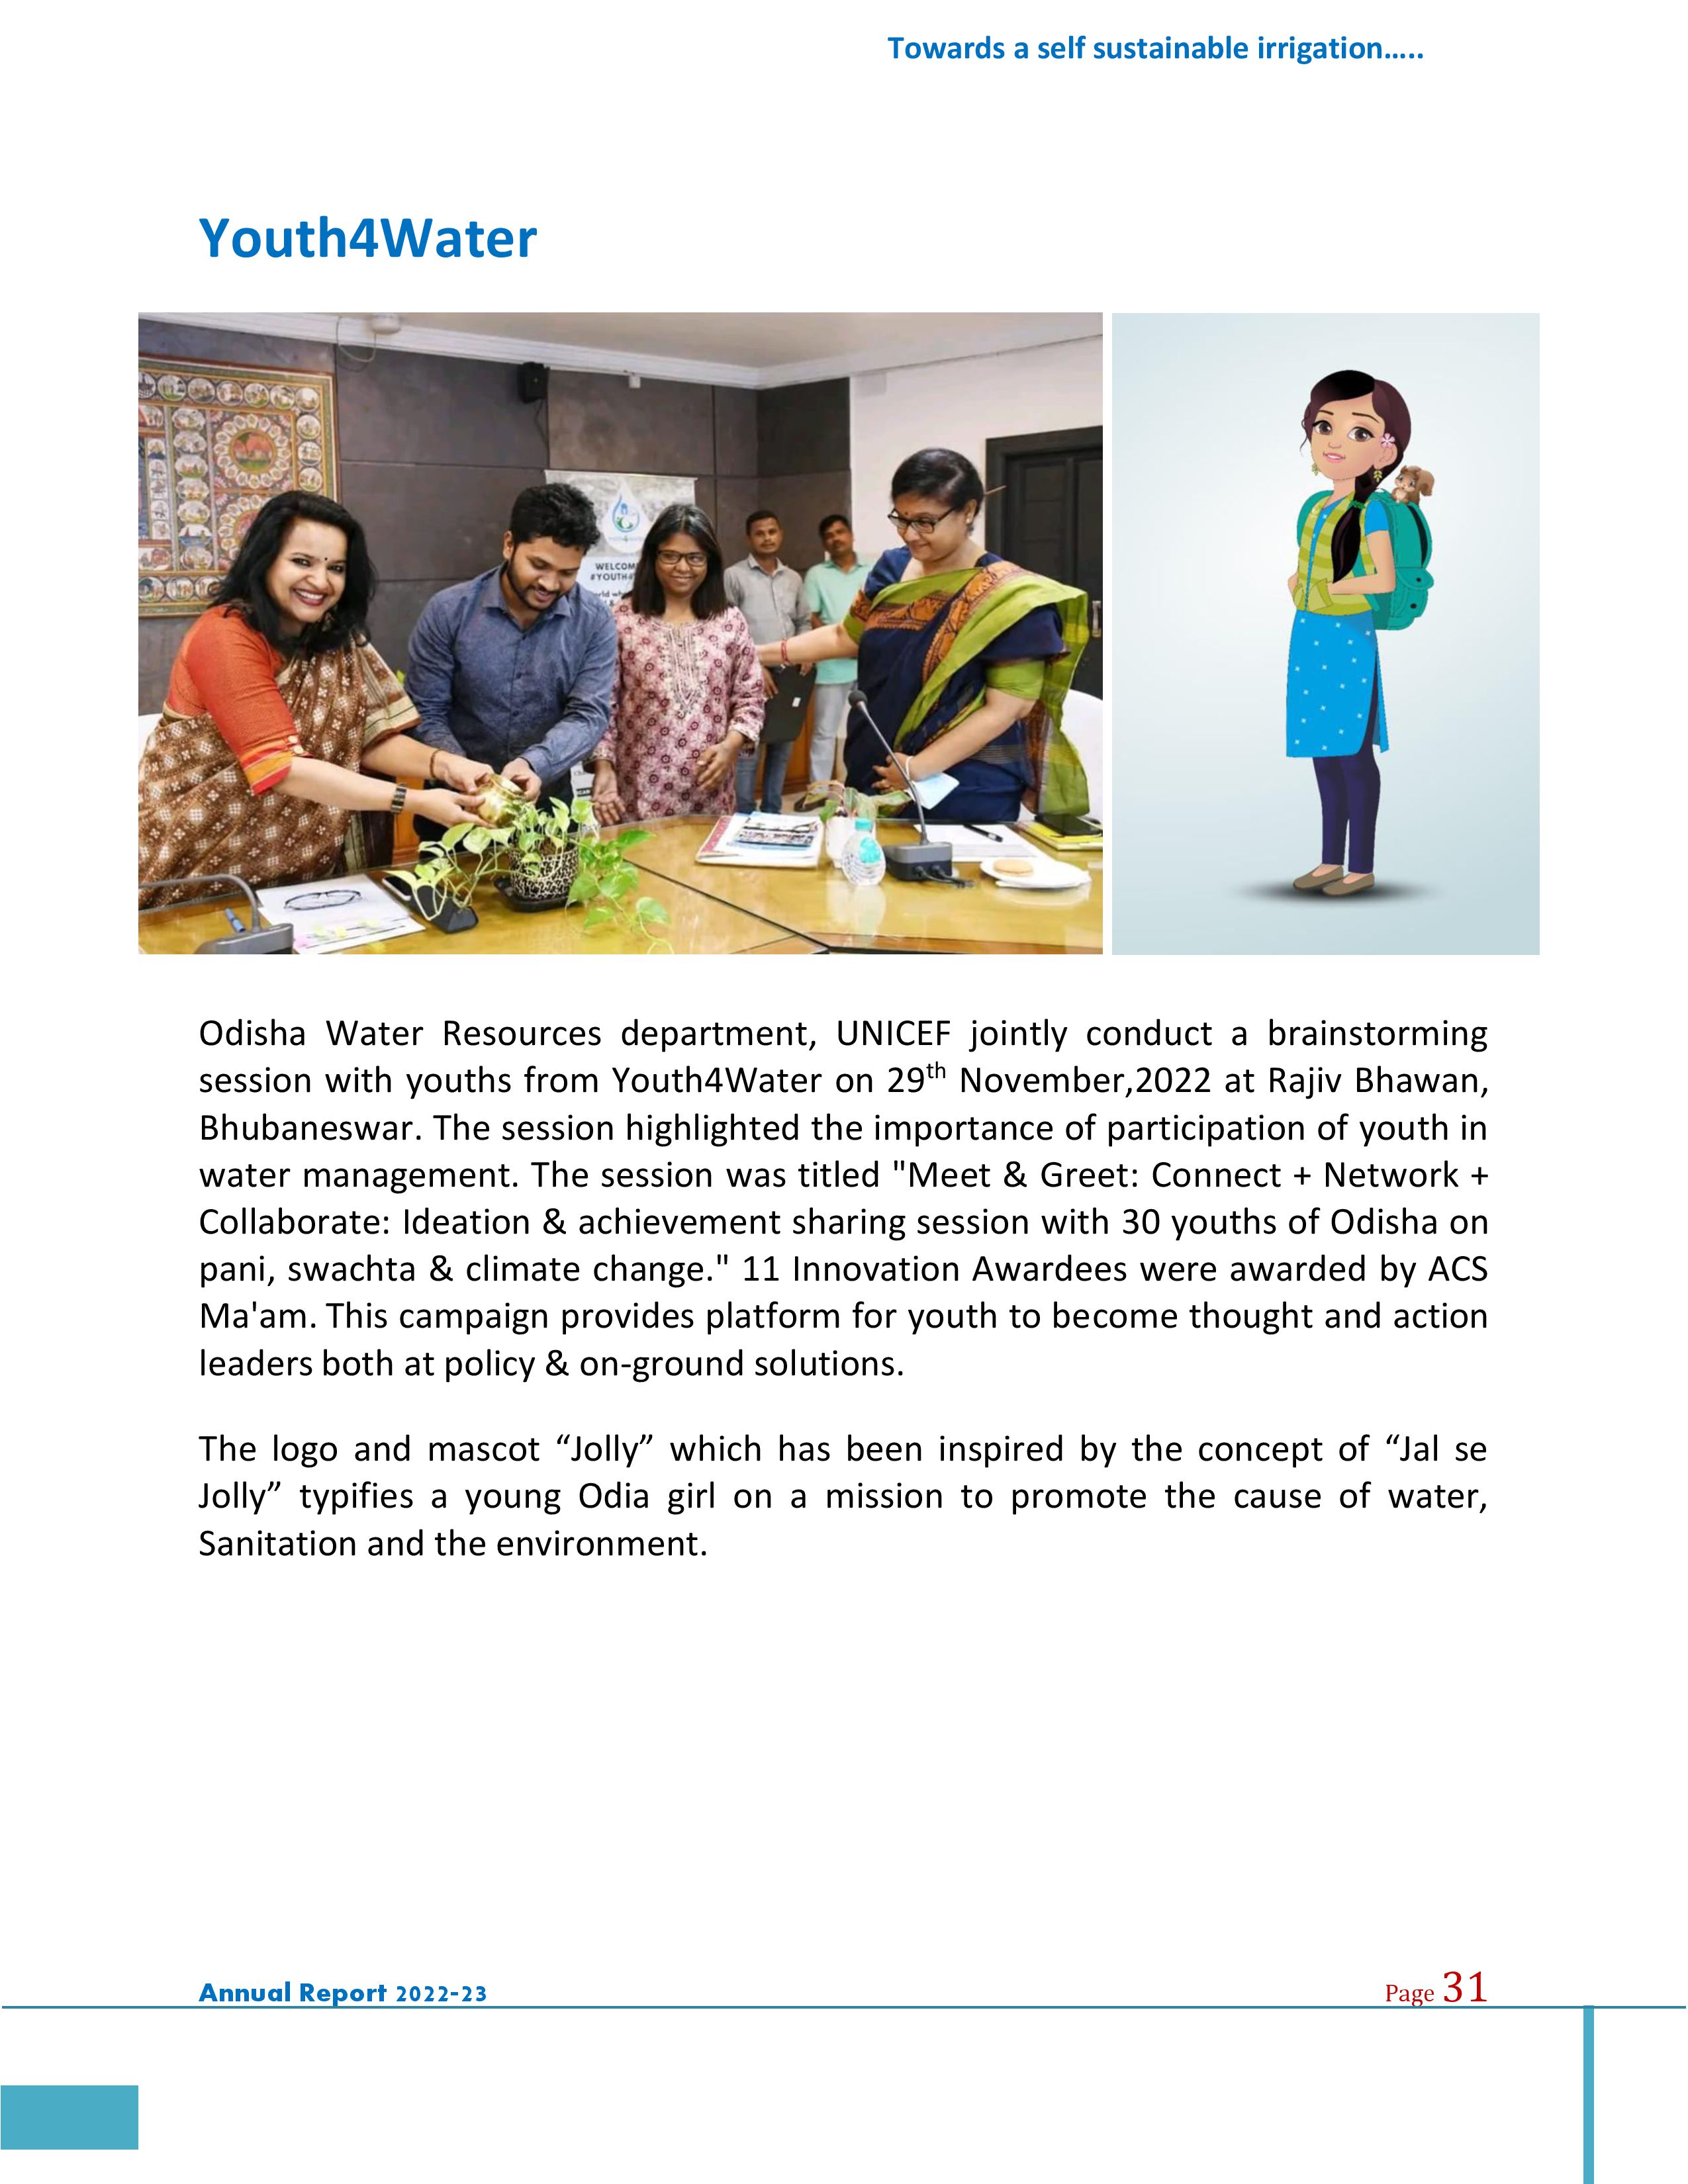 Towards a self sustainable irrigation.....
Youth4Water
WELCOM
#YOUTH4
Odisha Water Resources department, UNICEF jointly conduct a brainstorming
session with youths from Youth4Water on 29th November,2022 at Rajiv Bhawan,
Bhubaneswar. The session highlighted the importance of participation of youth in
water management. The session was titled "Meet & Greet: Connect + Network +
Collaborate: Ideation & achievement sharing session with 30 youths of Odisha on
pani, swachta & climate change." 11 Innovation Awardees were awarded by ACS
Ma'am. This campaign provides platform for youth to become thought and action
leaders both at policy & on-ground solutions.
The logo and mascot “Jolly” which has been inspired by the concept of “Jal se
Jolly” typifies a young Odia girl on a mission to promote the cause of water,
Sanitation and the environment.
Annual Report 2022-23
Page 31